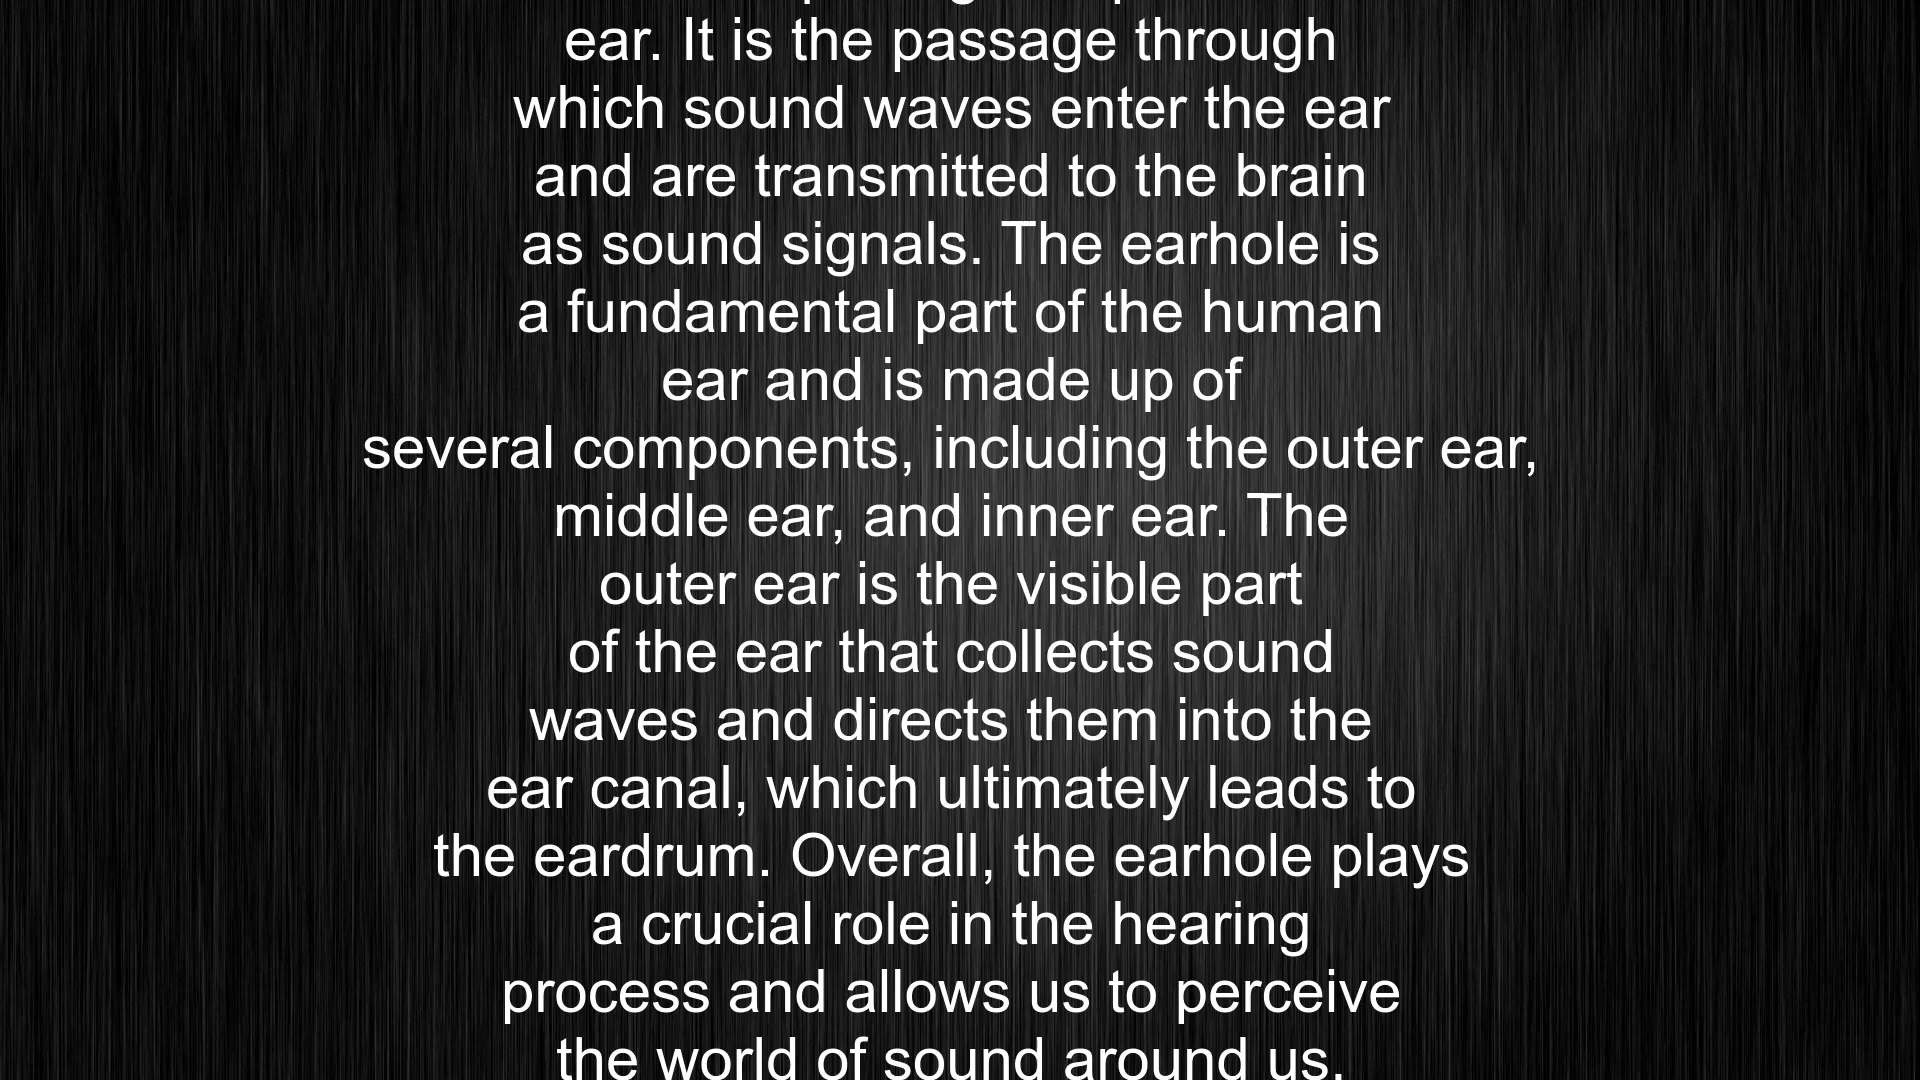 ear. It is the passage through
which sound waves enter the ear
and are transmitted to the brain
as sound signals. The earhole is
a fundamental part of the human
ear and is made up of
several components, including the outer ear,
middle ear, and inner ear. The
outer ear is the visible part
of the ear that collects sound
waves and directs them into the
ear canal, which ultimately leads to
the eardrum. Overall, the earhole plays
a crucial role in the hearing
process and allows us to perceive
the world of sound around us.